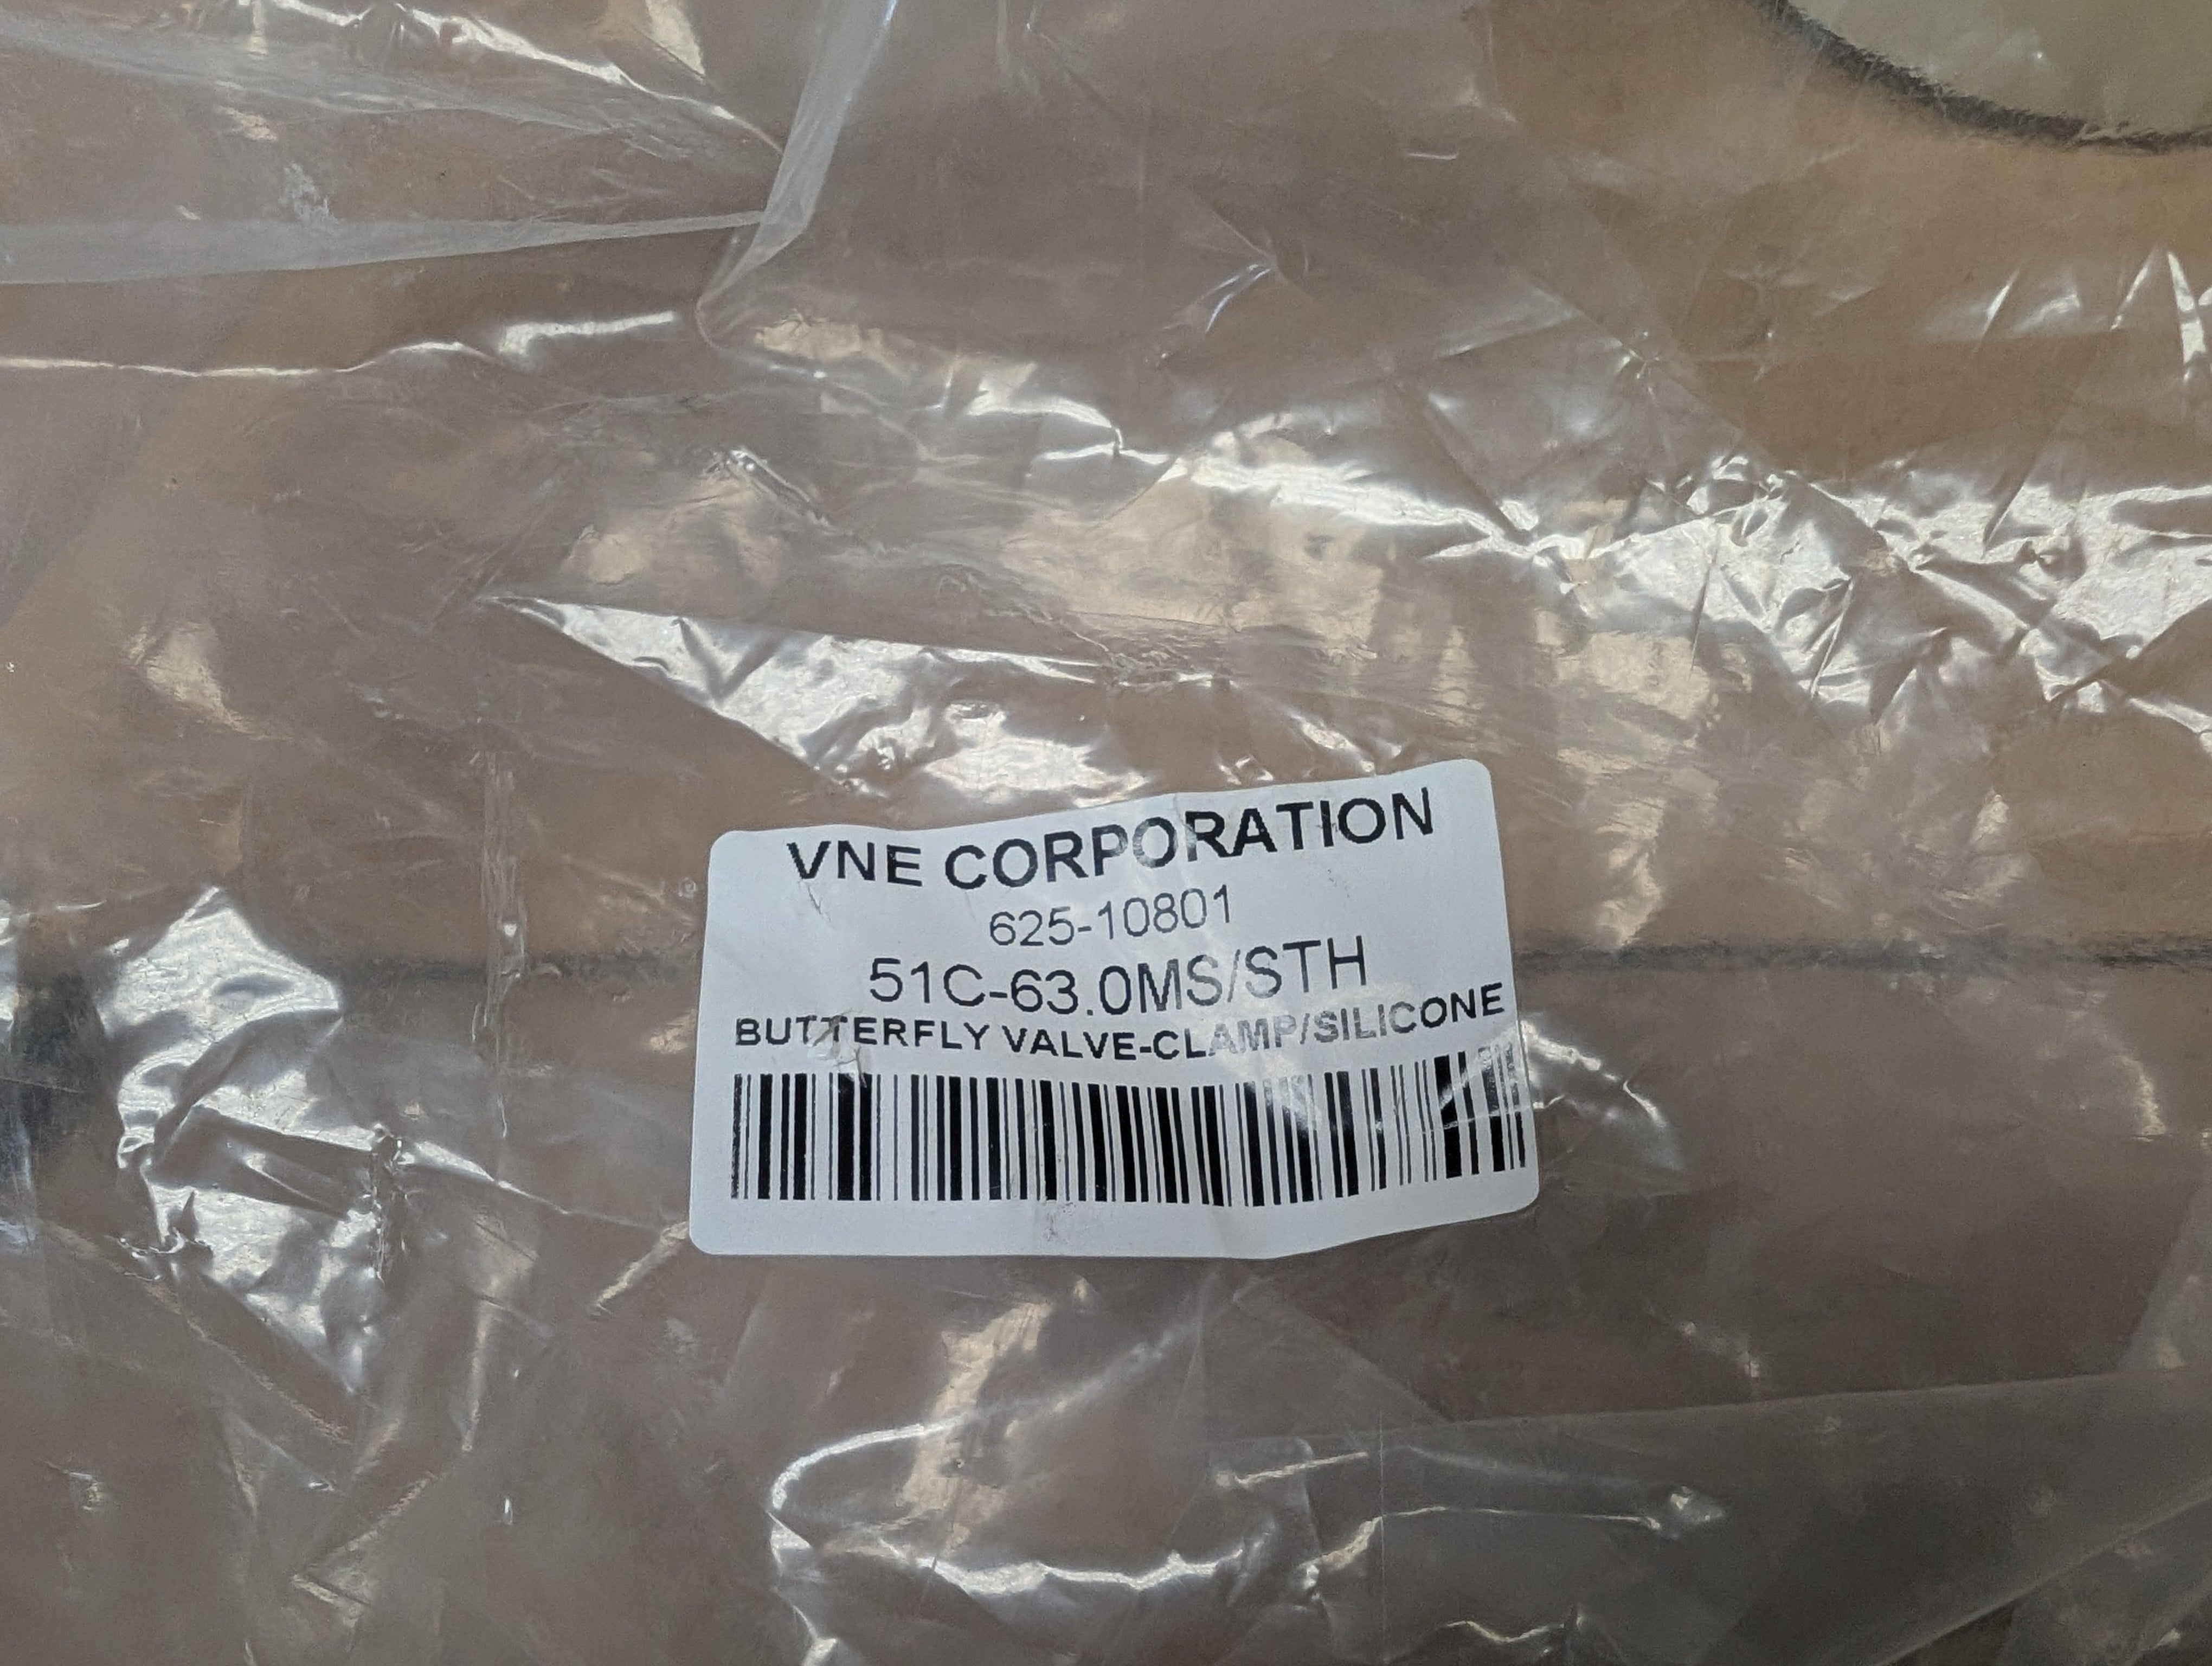 VNE CORPORATION
625-10801
51C-63.0MS/STH
BUTTERFLY VALVE-CLAMP/SILICONE